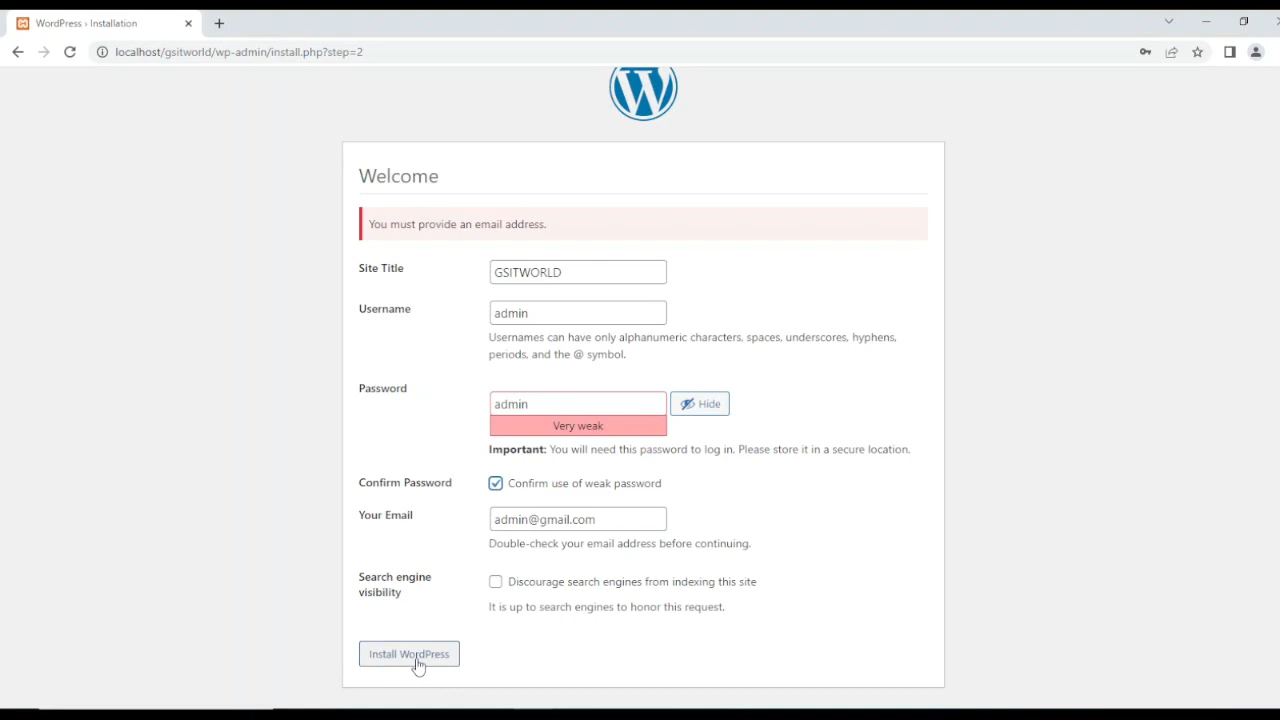 WordPress › Installation
localhost/gsitworld/wp-admin/install.php?step=2
Welcome
You must provide an email address.
Site Title
GSITWORLD
Username
admin
Usernames can have only alphanumeric characters, spaces, underscores, hyphens,
periods, and the @ symbol.
Password
admin
Hide
Very weak
Important: You will need this password to log in. Please store it in a secure location.
Confirm Password
Confirm use of weak password
Your Email
admin@gmail.com
Double-check your email address before continuing.
Search engine
visibility
Discourage search engines from indexing this site
It is up to search engines to honor this request.
Install WordPress